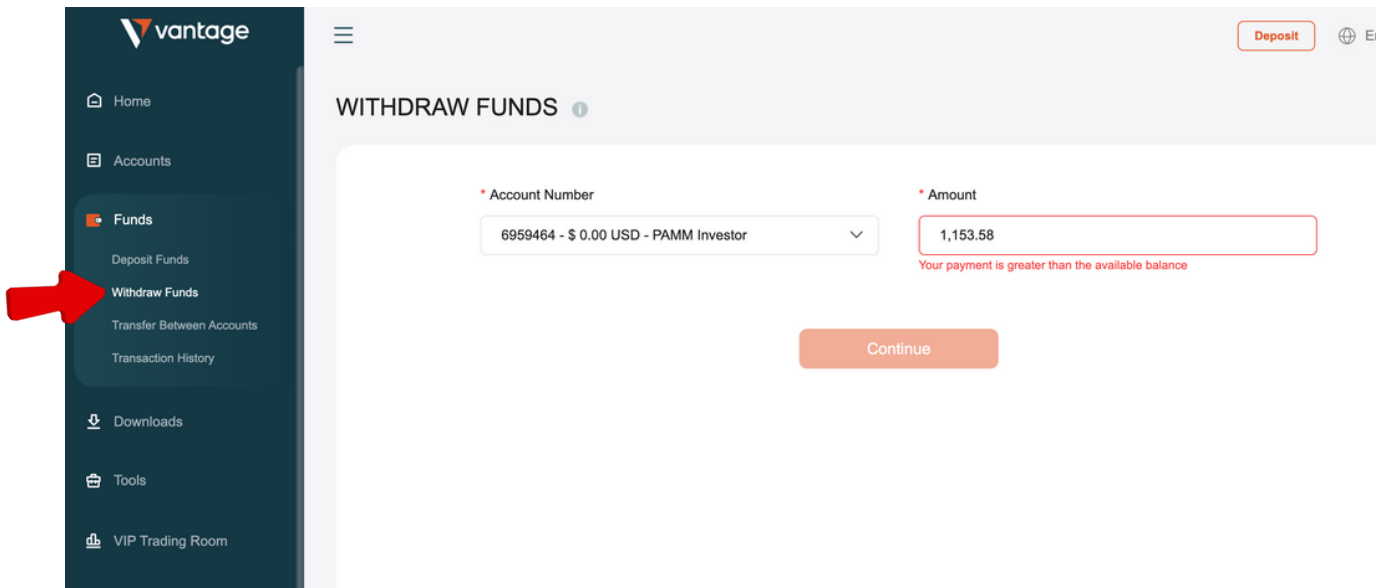 vantage
Deposit
Home
WITHDRAW FUNDS
Accounts
* Account Number
* Amount
Funds
6959464 - $ 0.00 USD - PAMM Investor
1,153.58
Deposit Funds
Your payment is greater than the available balance
Withdraw Funds
Transfer Between Accounts
Continue
Transaction History
Downloads
Tools
VIP Trading Room